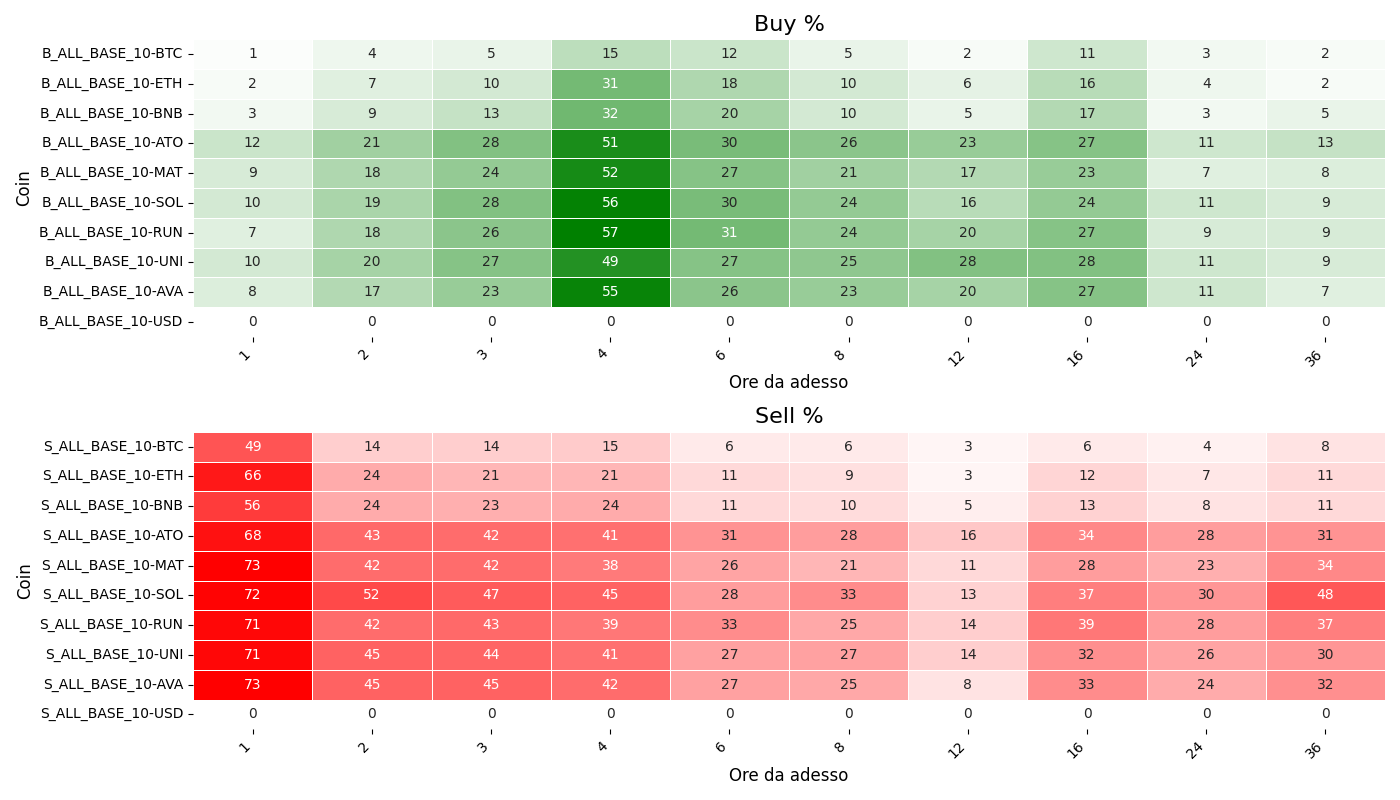 Buy %
Coin
B_ALL_BASE_10-BTC 1 4 5 15 12 5 2 11 3 2
B_ALL_BASE_10-ETH 2 7 10 31 18 10 6 16 4 2
B_ALL_BASE_10-BNB 3 9 13 32 20 10 5 17 3 5
B_ALL_BASE_10-ATO 12 21 28 51 30 26 23 27 11 13
B_ALL_BASE_10-MAT 9 18 24 52 27 21 17 23 7 8
B_ALL_BASE_10-SOL 10 19 28 56 30 24 16 24 11 9
B_ALL_BASE_10-RUN 7 18 26 57 31 24 20 27 9 9
B_ALL_BASE_10-UNI 10 20 27 49 27 25 28 28 11 9
B_ALL_BASE_10-AVA 8 17 23 55 26 23 20 27 11 7
B_ALL_BASE_10-USD 0 0 0 0 0 0 0 0 0 0
1 2 3 4 6 8 12 16 24 36
Ore da adesso
Sell %
Coin
S_ALL_BASE_10-BTC 49 14 14 15 6 6 3 6 4 8
S_ALL_BASE_10-ETH 66 24 21 21 11 9 3 12 7 11
S_ALL_BASE_10-BNB 56 24 23 24 11 10 5 13 8 11
S_ALL_BASE_10-ATO 68 43 42 41 31 28 16 34 28 31
S_ALL_BASE_10-MAT 73 42 42 38 26 21 11 28 23 34
S_ALL_BASE_10-SOL 72 52 47 45 28 33 13 37 30 48
S_ALL_BASE_10-RUN 71 42 43 39 33 25 14 39 28 37
S_ALL_BASE_10-UNI 71 45 44 41 27 27 14 32 26 30
S_ALL_BASE_10-AVA 73 45 45 42 27 25 8 33 24 32
S_ALL_BASE_10-USD 0 0 0 0 0 0 0 0 0 0
1 2 3 4 6 8 12 16 24 36
Ore da adesso